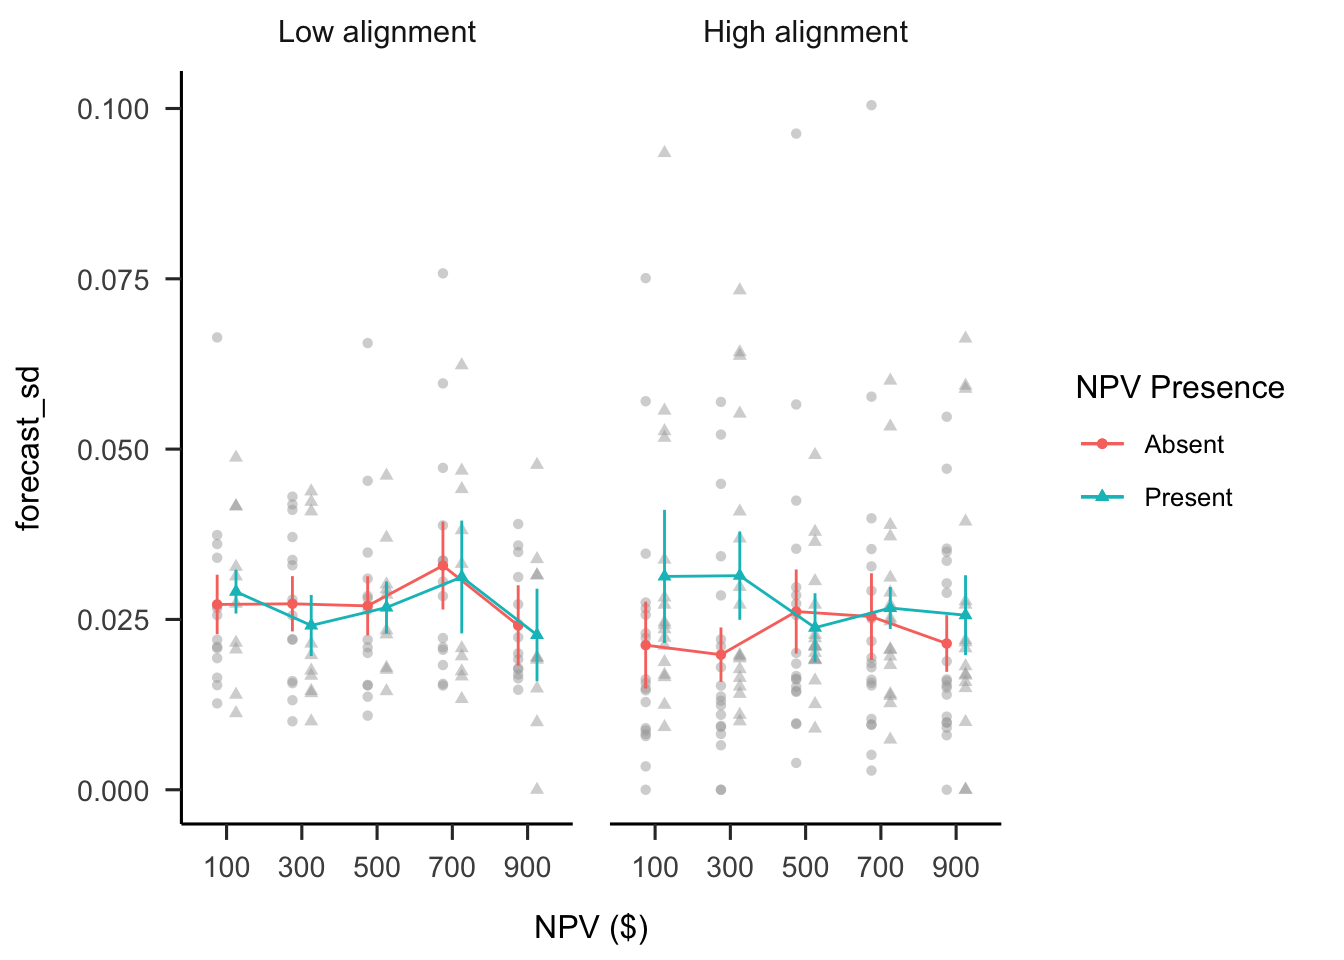 Low alignment
High alignment
0.100
0.075
0.050
0.025
0.000
forecast_sd
100 300 500 700 900
100 300 500 700 900
NPV ($)
NPV Presence
Absent
Present